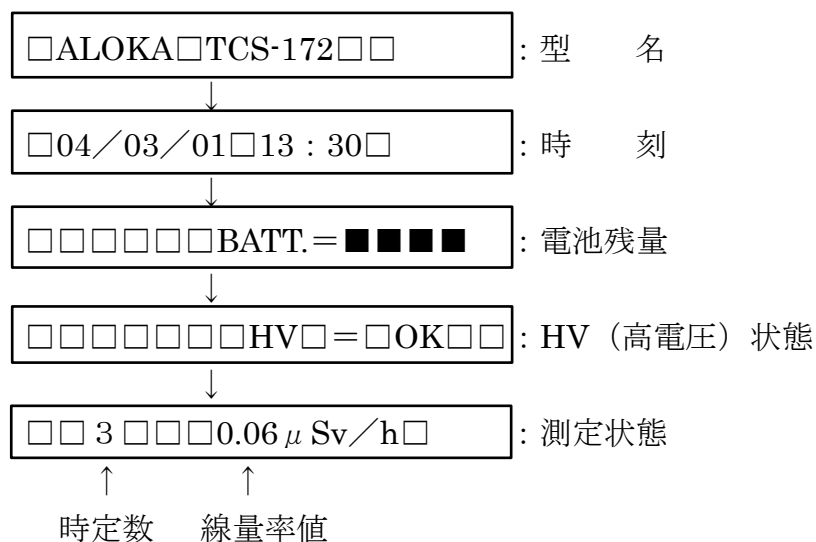 □ALOKA□TCS-172□□ : 型　名
↓
□04／03／01□13：30□ : 時　刻
↓
□□□□□□BATT.＝■■■■ : 電池残量
↓
□□□□□□□HV□＝□OK□□ : HV（高電圧）状態
↓
□□３□□□0.06μSv／h□ : 測定状態
↑　↑
時定数　線量率値